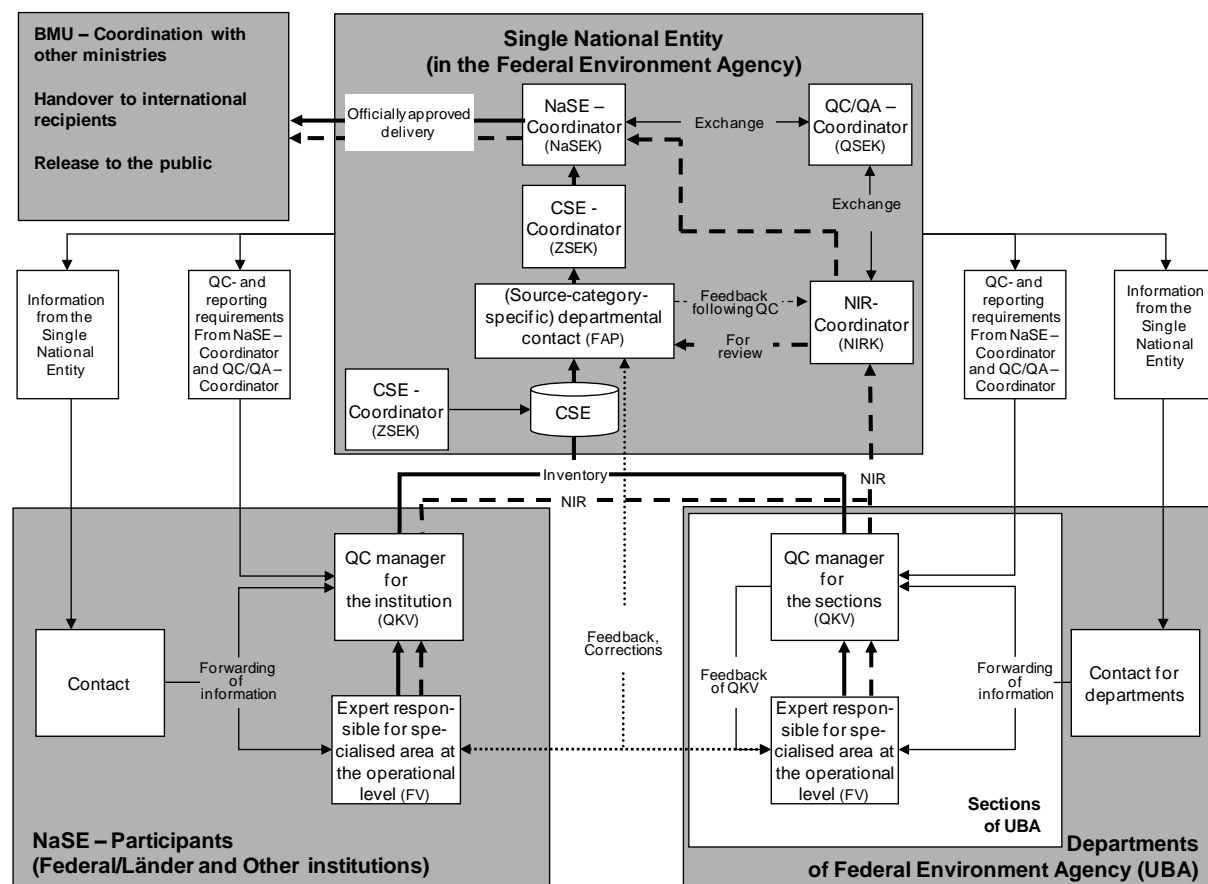 BMU – Coordination with
other ministries
Handover to international
recipients
Release to the public
Single National Entity
(in the Federal Environment Agency)
Officially approved
delivery
NaSE –
Coordinator
(NaSEK)
Exchange
QC/QA –
Coordinator
(QSEK)
CSE -
Coordinator
(ZSEK)
Exchange
(Source-category-
specific) departmental
contact (FAP)
Feedback
following QC
For
review
NIR-
Coordinator
(NIRK)
CSE -
Coordinator
(ZSEK)
CSE
Information
from the
Single
National
Entity
QC- and
reporting
requirements
From NaSE –
Coordinator
and QC/QA –
Coordinator
QC- and
reporting
requirements
From NaSE –
Coordinator
and QC/QA –
Coordinator
Information
from the
Single
National
Entity
Inventory
NIR
NIR
QC manager
for
the institution
(QKV)
QC manager
for
the sections
(QKV)
Contact
Forwarding
of
information
Feedback,
Corrections
Feedback
of QKV
Forwarding
of
information
Contact for
departments
Expert respon-
sible for spe-
cialised area at
the operational
level (FV)
Expert respon-
sible for spe-
cialised area at
the operational
level (FV)
Sections
of UBA
NaSE – Participants
(Federal/Länder and Other institutions)
Departments
of Federal Environment Agency (UBA)